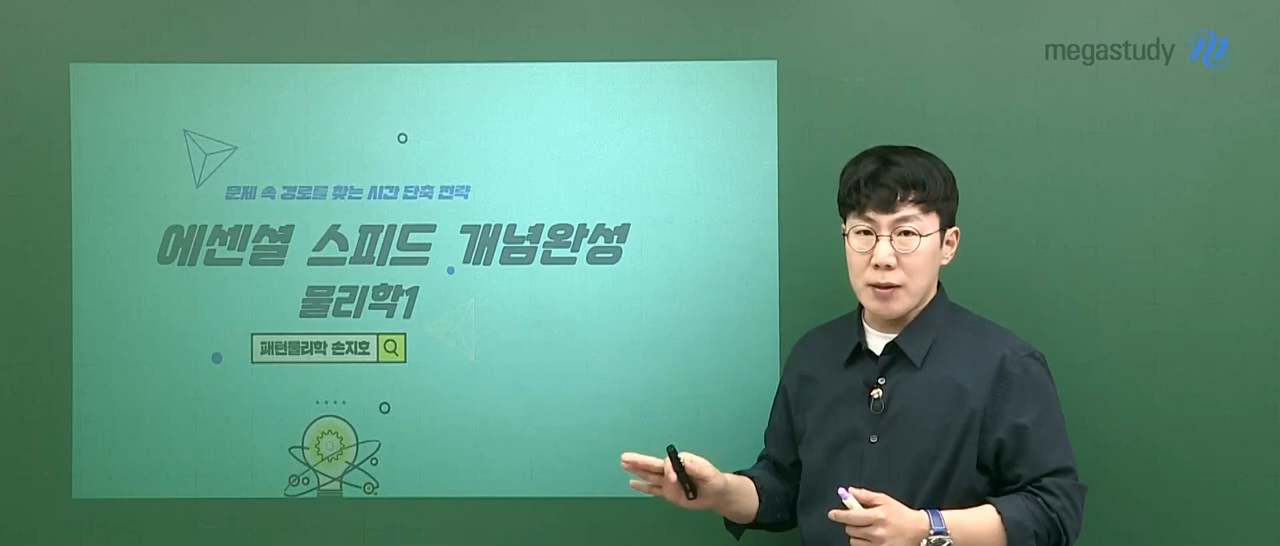 megastudy
문제 속 경로를 찾는 시간 단축 전략
에센셜 스피드 개념완성
물리학1
패턴물리학 손지호